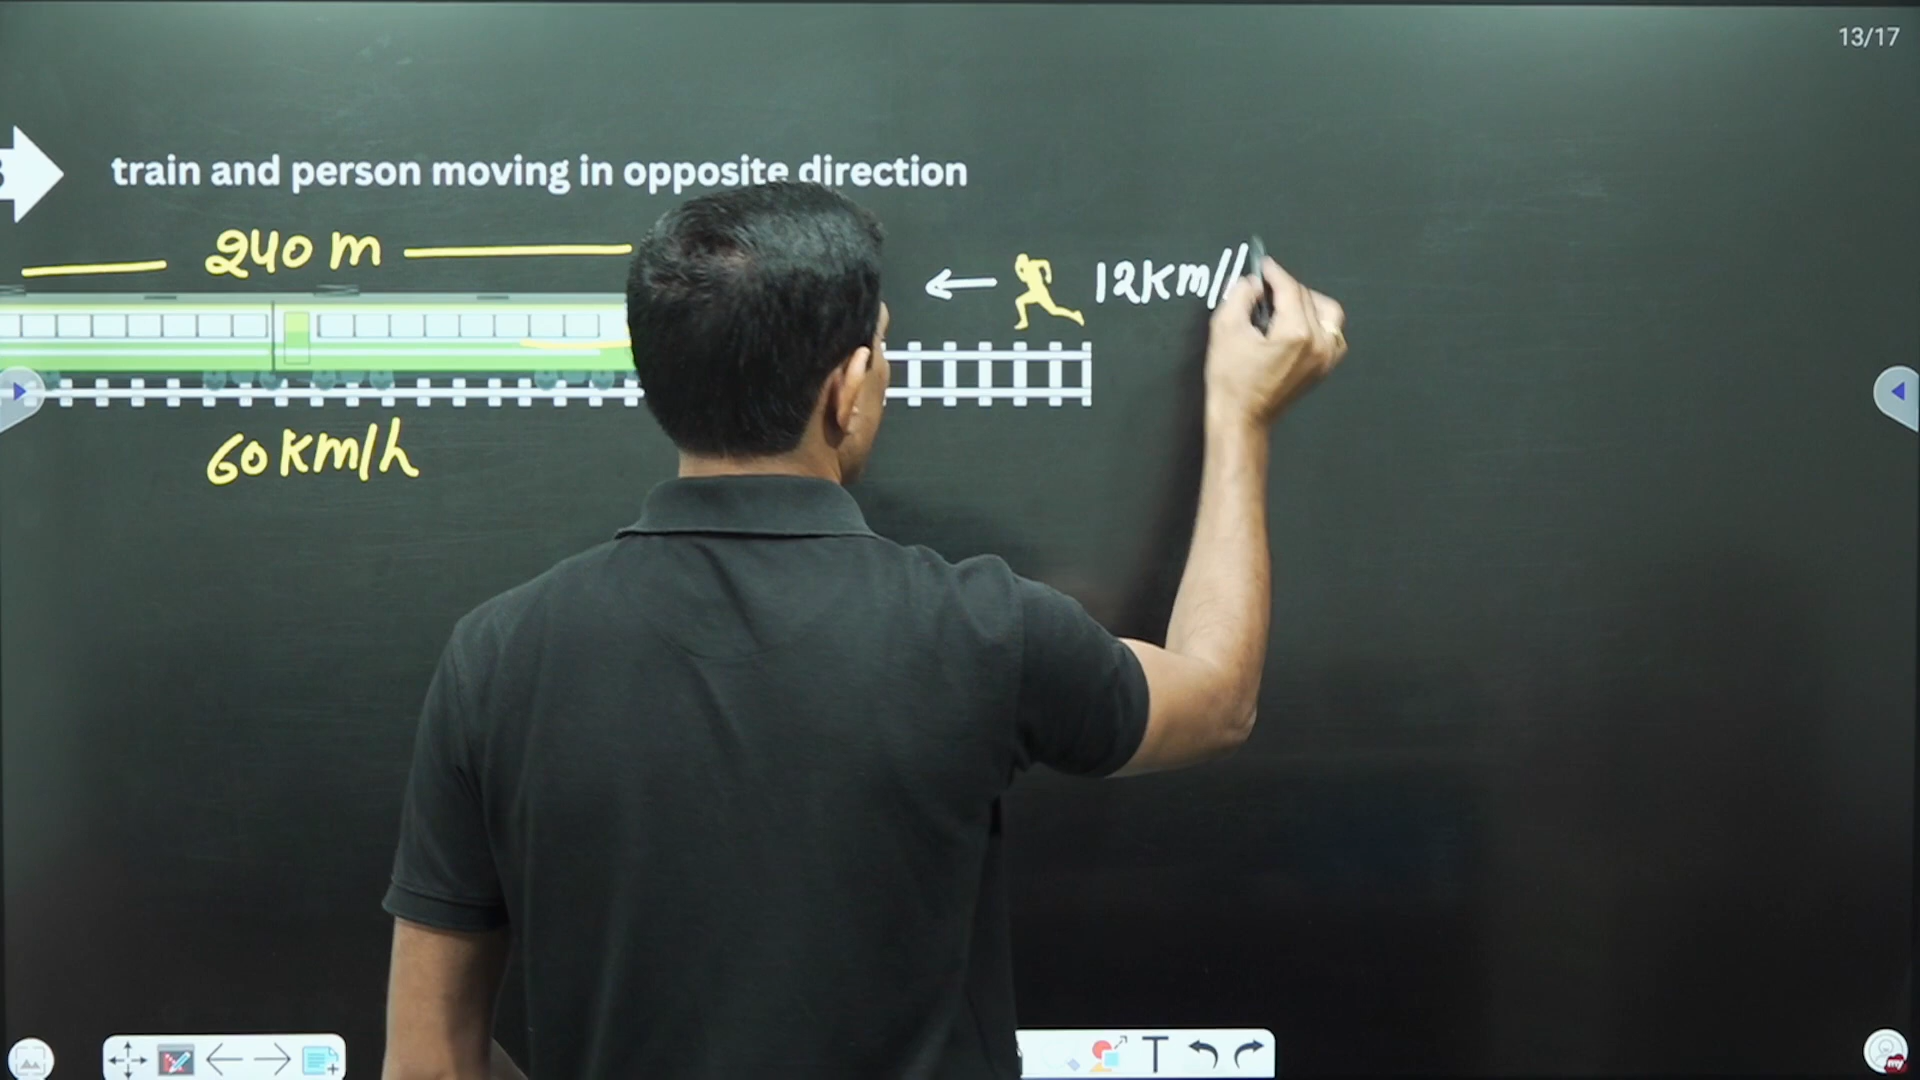 13/17
train and person moving in opposite direction
240 m
12Km/
60 Km/h
T